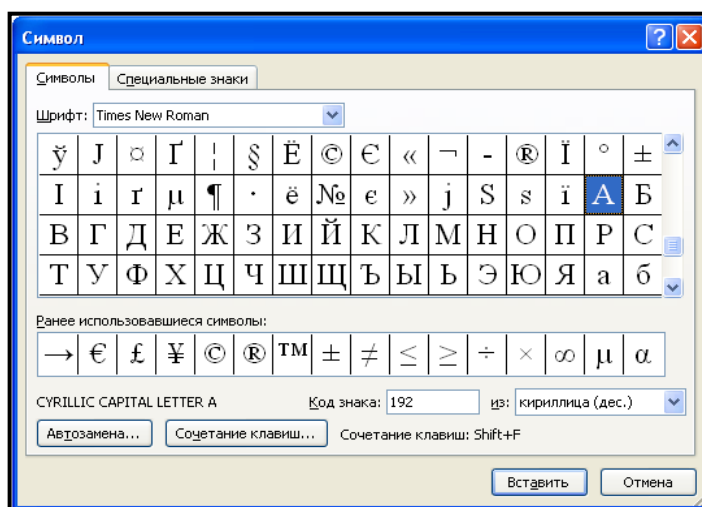 Символ
Символы Специальные знаки
Шрифт: Times New Roman
ў Ј ¤ Ґ ¦ § Ё © Є « ¬ - ® Ї ° ±
І і ґ µ ¶ · ё № є » ј Ѕ ѕ ї А Б
В Г Д Е Ж З И Й К Л М Н О П Р С
Т У Ф Х Ц Ч Ш Щ Ъ Ы Ь Э Ю Я а б
Ранее использовавшиеся символы:
→ € £ ¥ © ® ™ ± ≠ ≤ ≥ ÷ × ∞ µ α
CYRILLIC CAPITAL LETTER A Код знака: 192 из: кириллица (дес.)
Автозамена... Сочетание клавиш... Сочетание клавиш: Shift+F
Вставить Отмена